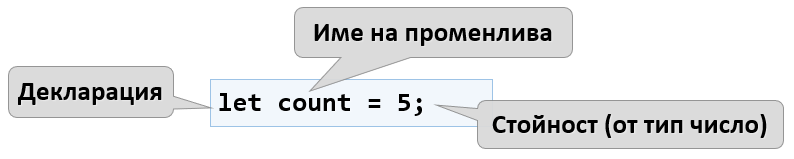 Име на променлива
Декларация
let count = 5;
Стойност (от тип число)